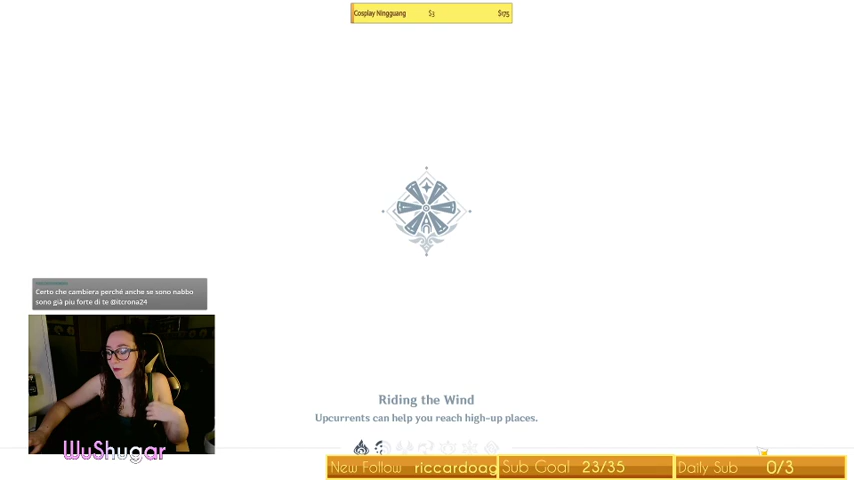 Cosplay Ningguang $3 $175
Certo che cambiera perché anche se sono nabbo
sono già piu forte di te @itcrona24
WuShugar
Riding the Wind
Upcurrents can help you reach high-up places.
New Follow riccardoag
Sub Goal 23/35
Daily Sub 0/3